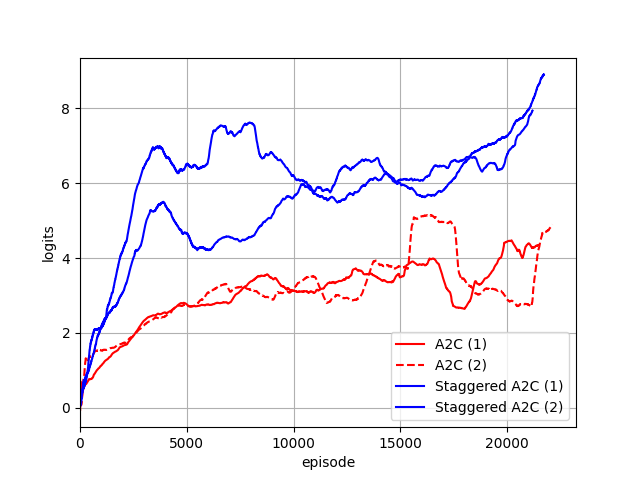 8
6
4
2
0
logits
0
5000
10000
15000
20000
episode
A2C (1)
A2C (2)
Staggered A2C (1)
Staggered A2C (2)